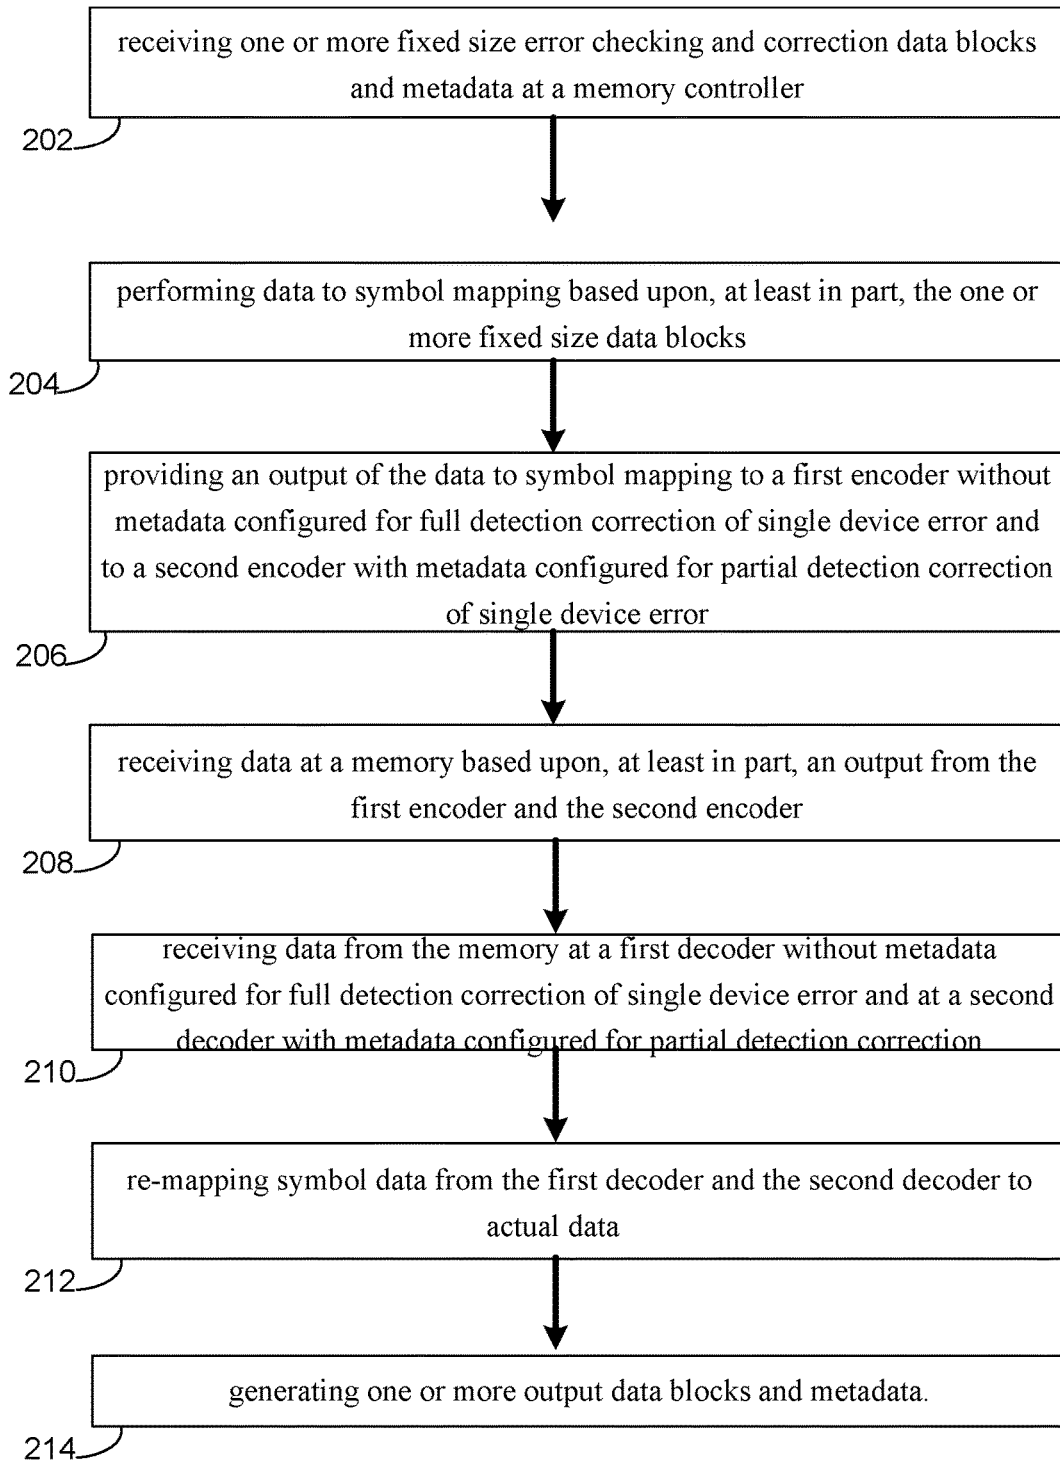 receiving one or more fixed size error checking and correction data blocks
and metadata at a memory controller
202
performing data to symbol mapping based upon, at least in part, the one or
more fixed size data blocks
204
providing an output of the data to symbol mapping to a first encoder without
metadata configured for full detection correction of single device error and
to a second encoder with metadata configured for partial detection correction
of single device error
206
receiving data at a memory based upon, at least in part, an output from the
first encoder and the second encoder
208
receiving data from the memory at a first decoder without metadata
configured for full detection correction of single device error and at a second
decoder with metadata configured for partial detection correction
210
re-mapping symbol data from the first decoder and the second decoder to
actual data
212
generating one or more output data blocks and metadata.
214